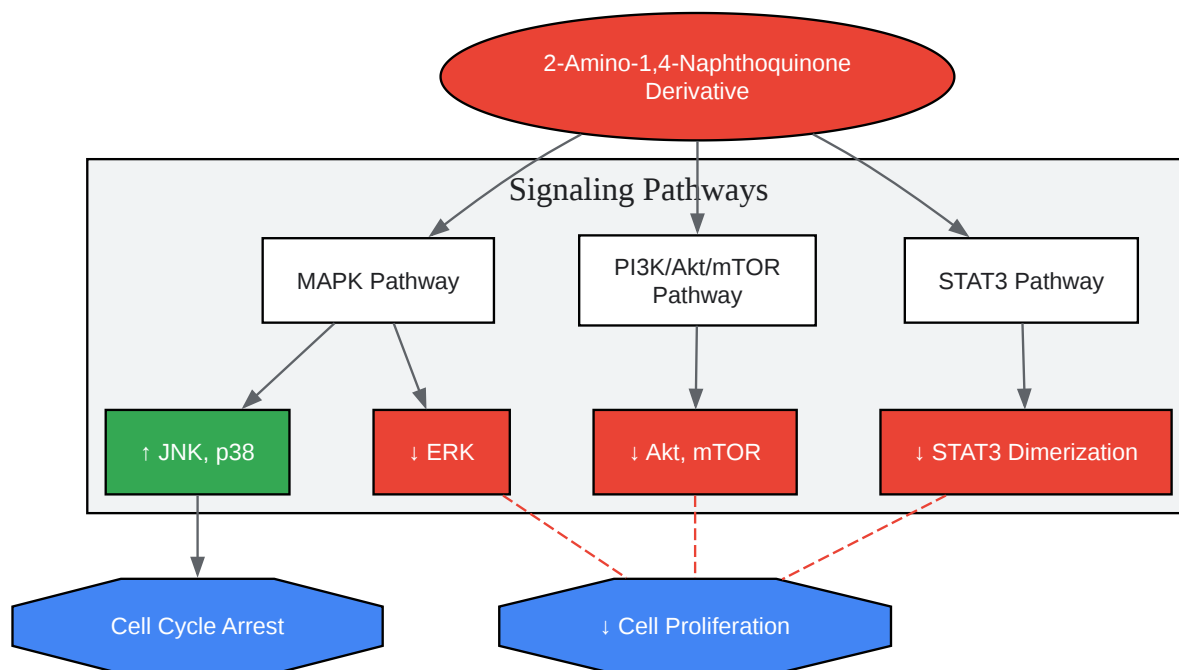 2-Amino-1,4-Naphthoquinone
Derivative
Signaling Pathways
MAPK Pathway
PI3K/Akt/mTOR
Pathway
STAT3 Pathway
↑ JNK, p38
↓ ERK
↓ Akt, mTOR
↓ STAT3 Dimerization
Cell Cycle Arrest
↓ Cell Proliferation